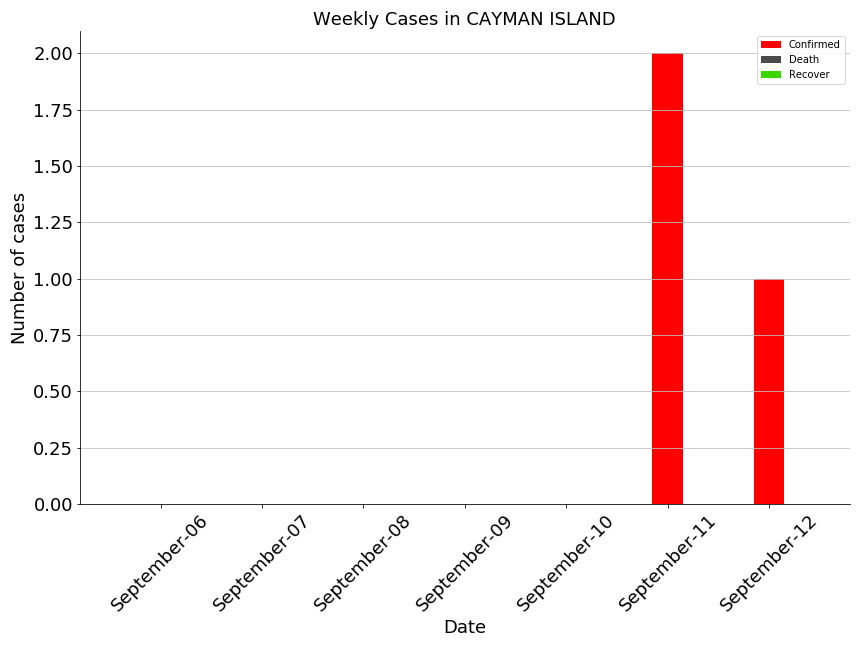 Weekly Cases in CAYMAN ISLAND
Confirmed
Death
Recover
Number of cases
2.00
1.75
1.50
1.25
1.00
0.75
0.50
0.25
0.00
September-06
September-07
September-08
September-09
September-10
September-11
September-12
Date